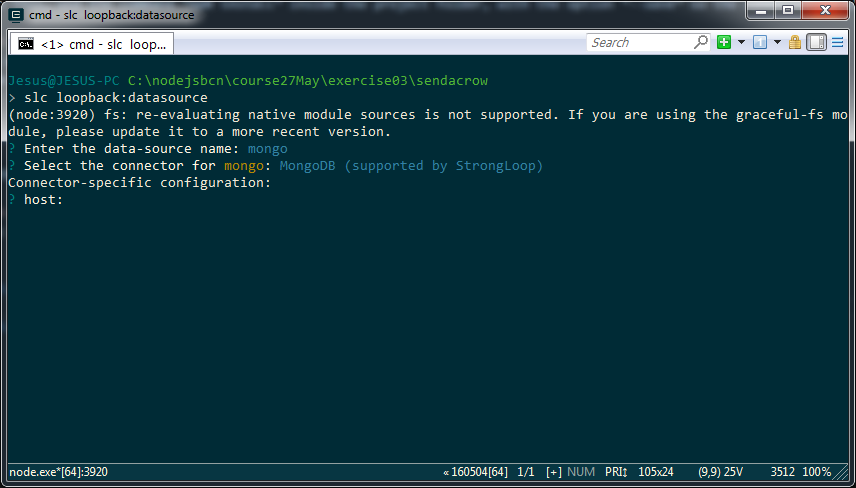 cmd - slc loopback:datasource
<1> cmd - slc loop...
Search
Jesus@JESUS-PC C:\nodejsbcn\course27May\exercise03\sendacrow
> slc loopback:datasource
(node:3920) fs: re-evaluating native module sources is not supported. If you are using the graceful-fs mo
dule, please update it to a more recent version.
? Enter the data-source name: mongo
? Select the connector for mongo: MongoDB (supported by StrongLoop)
Connector-specific configuration:
? host:
node.exe*[64]:3920 « 160504[64] 1/1 [+] NUM PRI↕ 105x24 (9,9) 25V 3512 100%